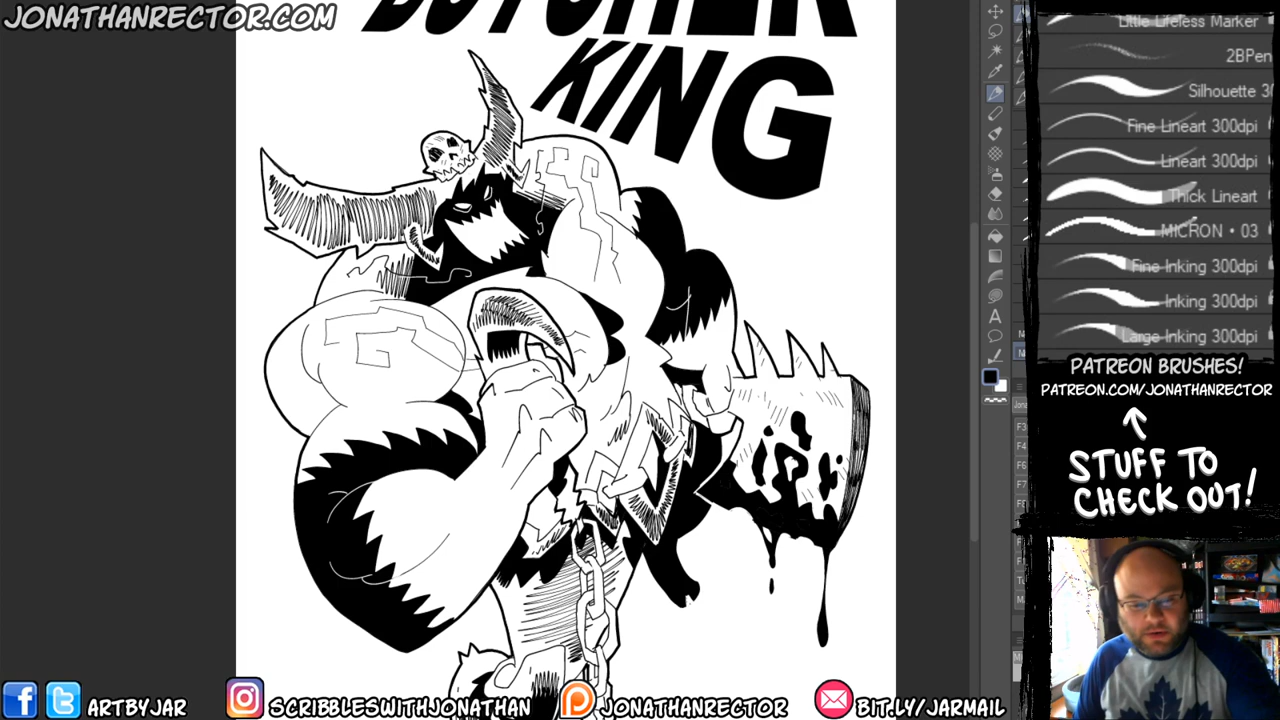 JONATHANRECTOR.COM
BUTCHER
KING
Little Lifeless Marker
2BPen
Silhouette 30
Fine Lineart 300dpi
Lineart 300dpi
Thick Lineart
MICRON • 03
Fine Inking 300dpi
Inking 300dpi
Large Inking 300dpi
PATREON BRUSHES!
PATREON.COM/JONATHANRECTOR
STUFF TO
CHECK OUT!
ARTBYJAR
SCRIBBLESWITHJONATHAN
JONATHANRECTOR
BIT.LY/JARMAIL